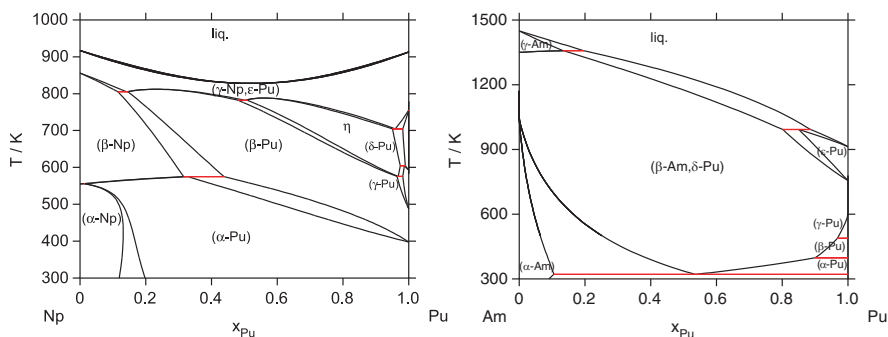 1000
900
800
700
600
500
400
300
T / K
liq.
(γ-Np,ε-Pu)
η
(β-Np)
(β-Pu)
(δ-Pu)
(γ-Pu)
(α-Np)
(α-Pu)
0
0.2
0.4
0.6
0.8
1.0
Np
x_Pu
Pu
1500
1200
900
600
300
T / K
liq.
(γ-Am)
(ε-Pu)
(β-Am,δ-Pu)
(γ-Pu)
(β-Pu)
(α-Am)
(α-Pu)
0
0.2
0.4
0.6
0.8
1.0
Am
x_Pu
Pu